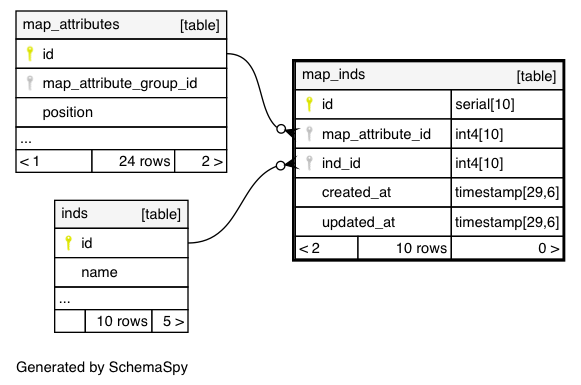 map_attributes [table]
id
map_attribute_group_id
position
...
< 1 24 rows 2 >
map_inds [table]
id serial[10]
map_attribute_id int4[10]
ind_id int4[10]
created_at timestamp[29,6]
updated_at timestamp[29,6]
< 2 10 rows 0 >
inds [table]
id
name
...
10 rows 5 >
Generated by SchemaSpy